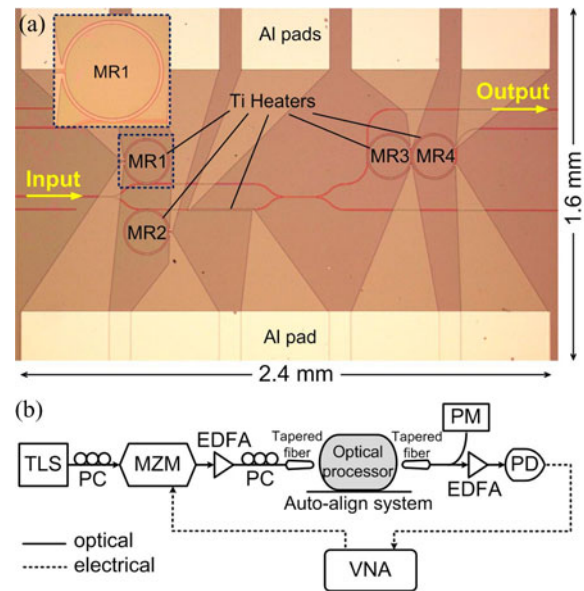 (a)
MR1
Al pads
Ti Heaters
Output
MR1
MR3 MR4
Input
MR2
Al pad
1.6 mm
2.4 mm
(b)
PM
EDFA
Tapered fiber
Optical processor
Tapered fiber
TLS
MZM
PD
PC
PC
EDFA
Auto-align system
optical
electrical
VNA